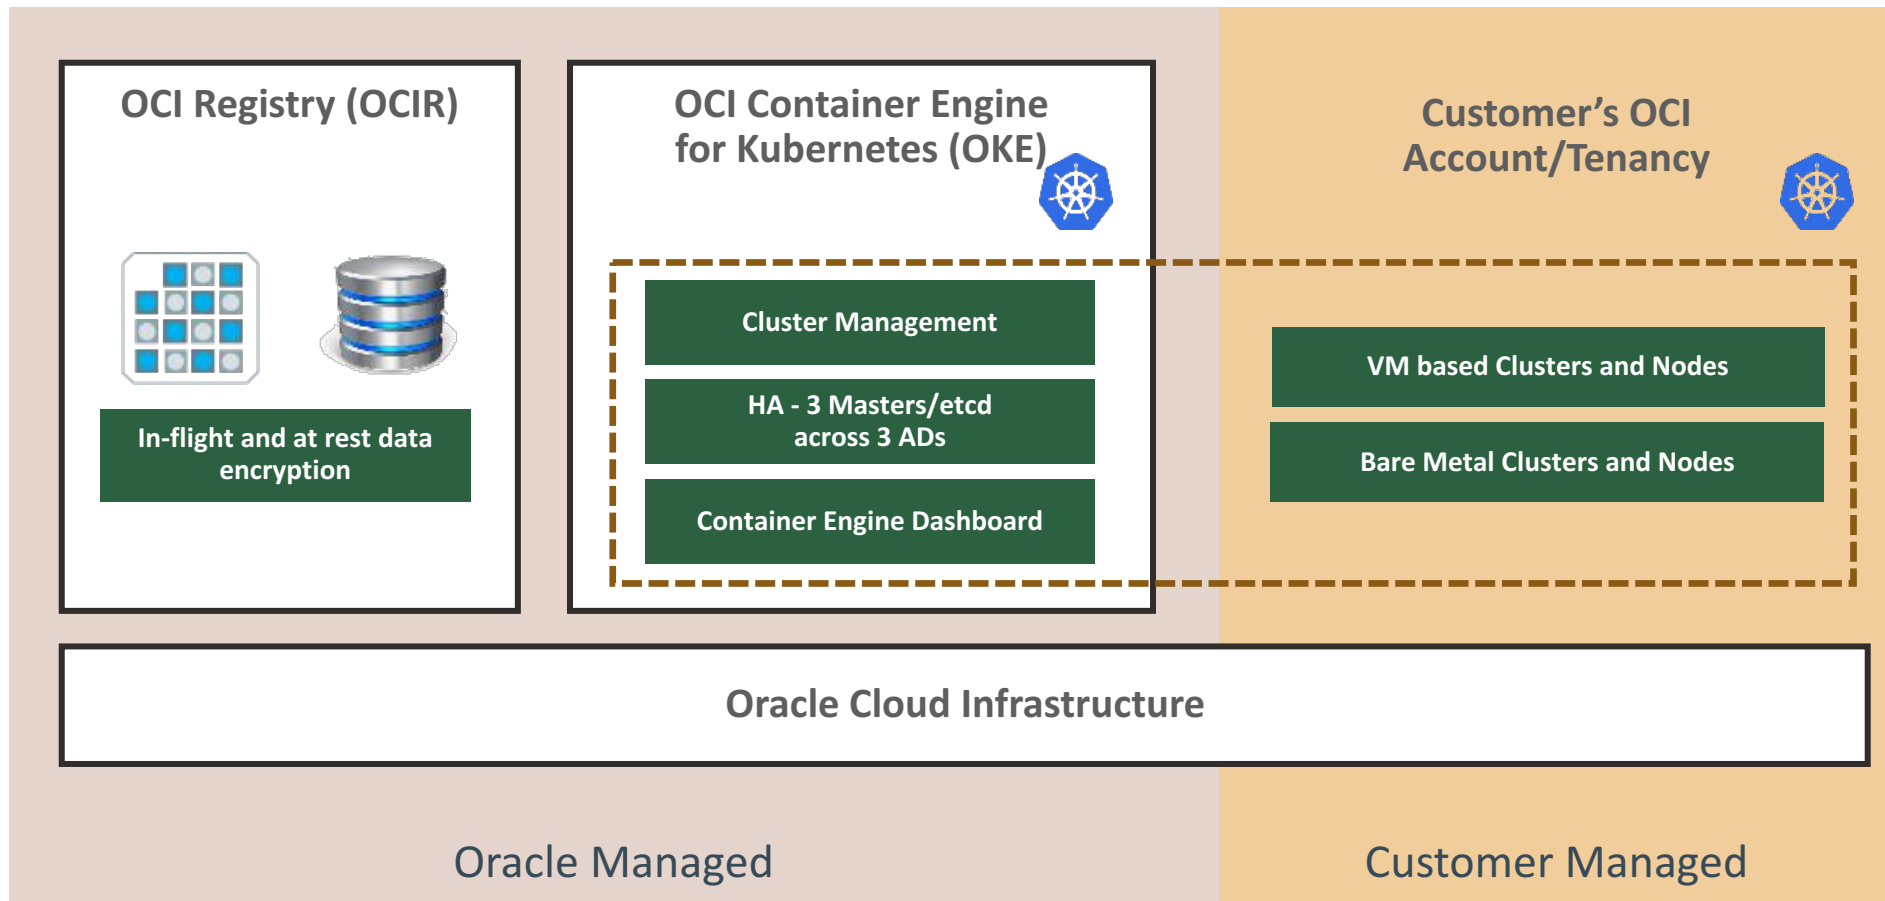 OCI Registry (OCIR)
In-flight and at rest data
encryption
OCI Container Engine
for Kubernetes (OKE)
Cluster Management
HA - 3 Masters/etcd
across 3 ADs
Container Engine Dashboard
Customer’s OCI
Account/Tenancy
VM based Clusters and Nodes
Bare Metal Clusters and Nodes
Oracle Cloud Infrastructure
Oracle Managed
Customer Managed